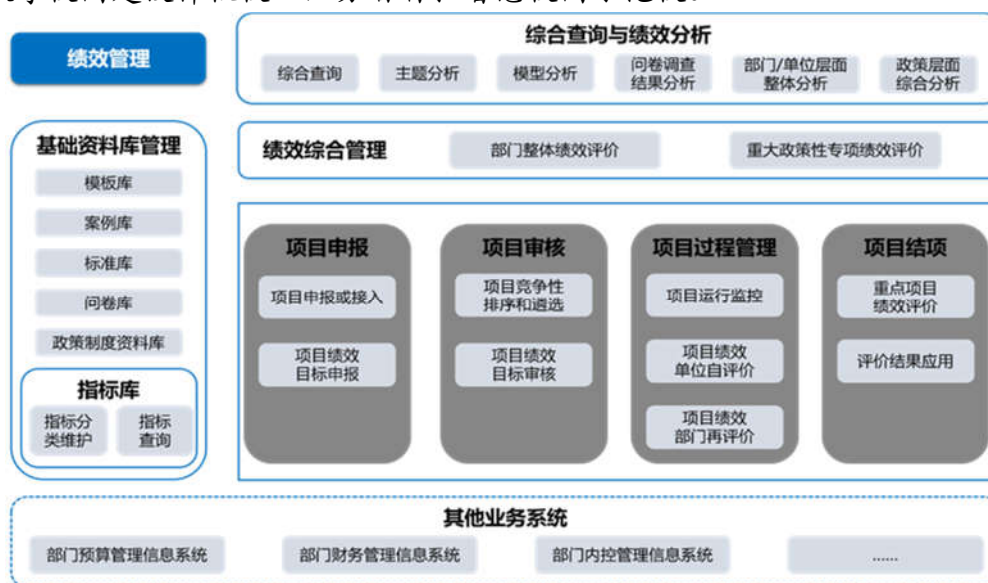 绩效管理
综合查询与绩效分析
综合查询
主题分析
模型分析
问卷调查
结果分析
部门/单位层面
整体分析
政策层面
综合分析
基础资料库管理
模板库
案例库
标准库
问卷库
政策制度资料库
指标库
指标分
类维护
指标
查询
绩效综合管理
部门整体绩效评价
重大政策性专项绩效评价
项目申报
项目申报或接入
项目绩效
目标申报
项目审核
项目竞争性
排序和遴选
项目绩效
目标审核
项目过程管理
项目运行监控
项目绩效
单位自评价
项目绩效
部门再评价
项目结项
重点项目
绩效评价
评价结果应用
其他业务系统
部门预算管理信息系统
部门财务管理信息系统
部门内控管理信息系统
......